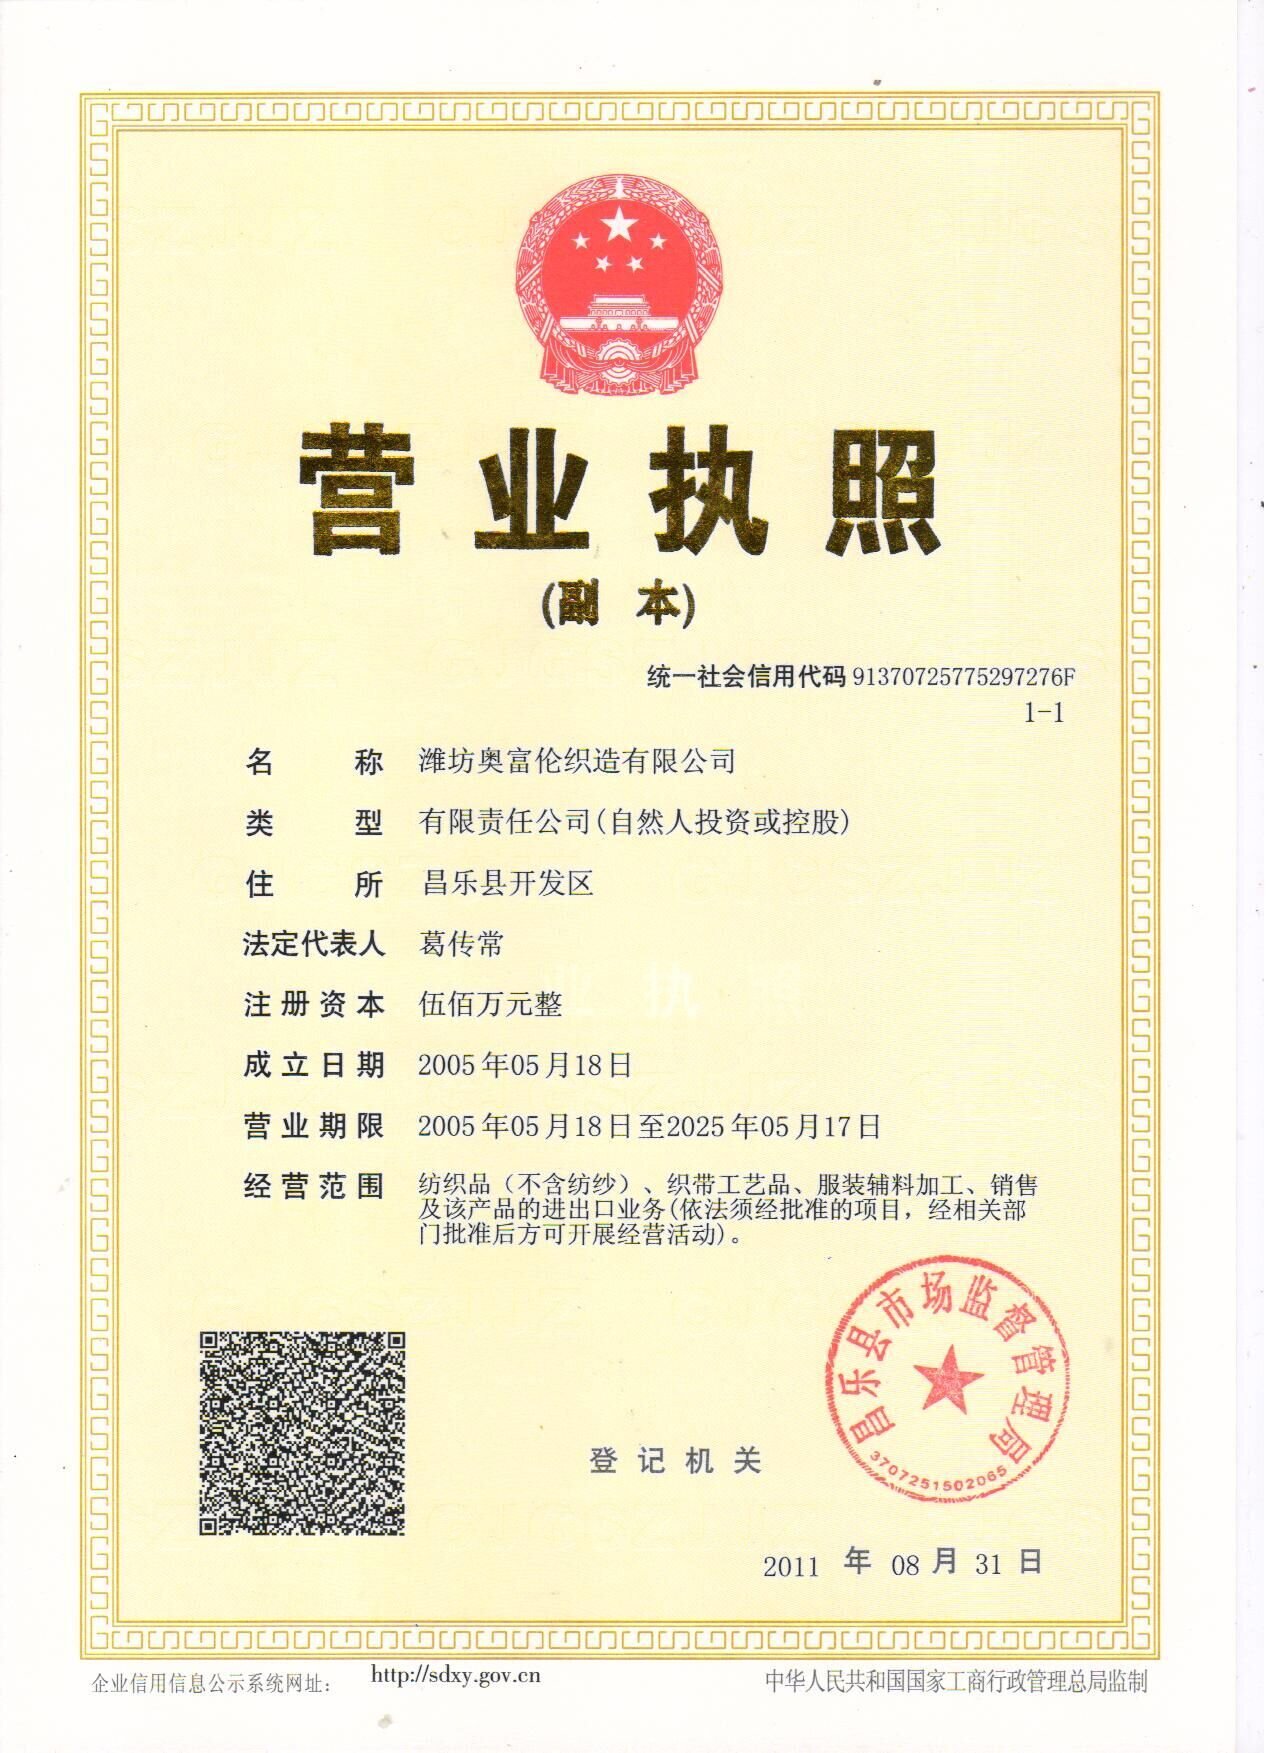 营业执照
(副本)
统一社会信用代码 91370725775297276F
1-1
名称 潍坊奥富伦织造有限公司
类型 有限责任公司(自然人投资或控股)
住所 昌乐县开发区
法定代表人 葛传常
注册资本 伍佰万元整
成立日期 2005年05月18日
营业期限 2005年05月18日至2025年05月17日
经营范围 纺织品（不含纺纱）、织带工艺品、服装辅料加工、销售
及该产品的进出口业务(依法须经批准的项目，经相关部
门批准后方可开展经营活动)。
昌乐县市场监督管理局
3707251502065
登记机关
2011 年 08 月 31 日
企业信用信息公示系统网址： http://sdxy.gov.cn
中华人民共和国国家工商行政管理总局监制